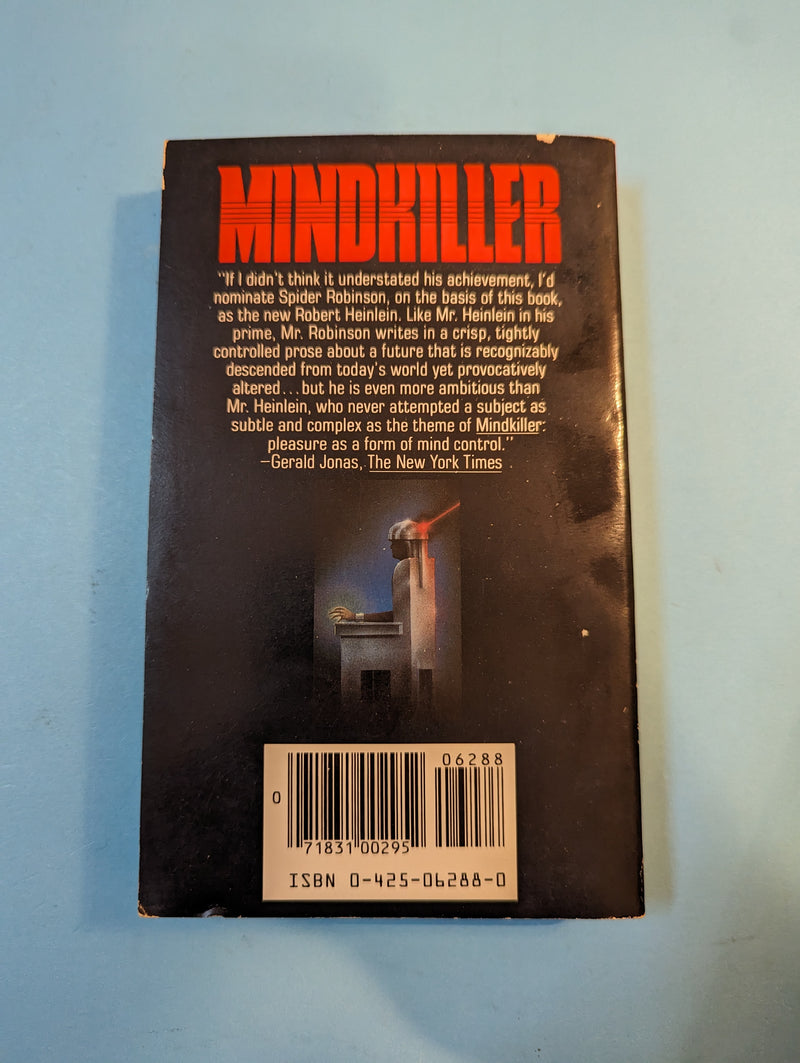 MINDKILLER
"If I didn't think it understated his achievement, I'd
nominate Spider Robinson, on the basis of this book,
as the new Robert Heinlein. Like Mr. Heinlein in his
prime, Mr. Robinson writes in a crisp, tightly
controlled prose about a future that is recognizably
descended from today's world yet provocatively
altered...but he is even more ambitious than
Mr. Heinlein, who never attempted a subject as
subtle and complex as the theme of Mindkiller:
pleasure as a form of mind control."
—Gerald Jonas, The New York Times
06288
0
71831 00295
ISBN 0-425-06288-0